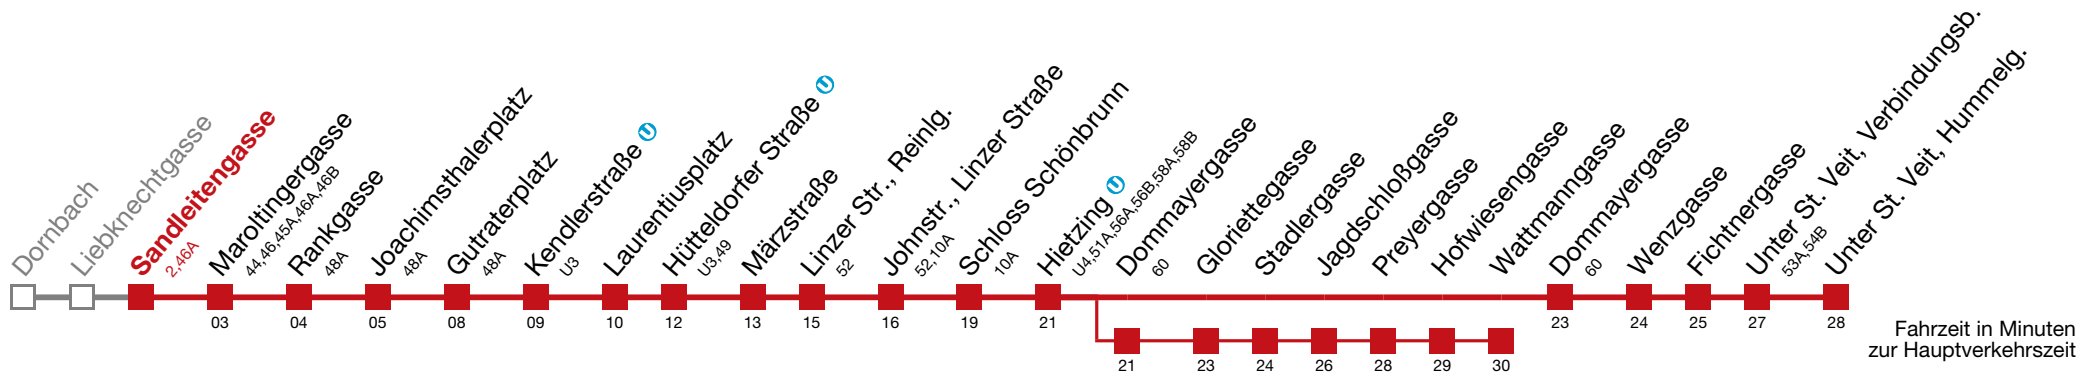 Dornbach
Liebknechtgasse
Sandleitengasse
2,46A
Maroltingergasse
44,46,45A,46A,46B
Rankgasse
48A
Joachimsthalerplatz
48A
Gutraterplatz
48A
Kendlerstraße U
U3
Laurentiusplatz
Hütteldorfer Straße U
U3,49
Märzstraße
Linzer Str., Reinlg.
52
Johnstr., Linzer Straße
52,10A
Schloss Schönbrunn
10A
Hietzing U
U4,51A,56A,56B,58A,58B
Dommayergasse
60
Gloriettegasse
Stadlergasse
Jagdschloßgasse
Preyergasse
Hofwiesengasse
Wattmanngasse
Dommayergasse
60
Wenzgasse
Fichtnergasse
Unter St. Veit, Verbindungsb.
53A,54B
Unter St. Veit, Hummelg.
03 04 05 08 09 10 12 13 15 16 19 21 23 24 25 27 28
21 23 24 26 28 29 30
Fahrzeit in Minuten
zur Hauptverkehrszeit